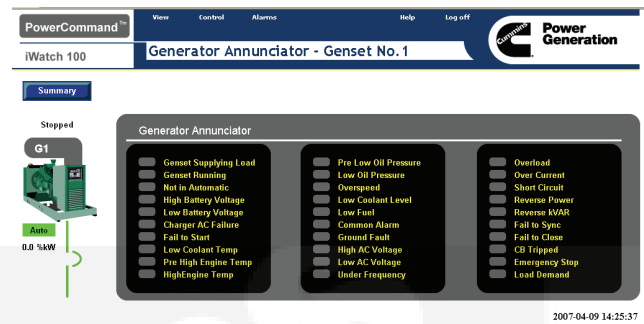 PowerCommand™
iWatch 100
View Control Alarms Help Log off
Generator Annunciator - Genset No.1
Cummins
Power
Generation
Summary
Stopped
G1
Auto
0.0 %kW
Generator Annunciator
Genset Supplying Load
Genset Running
Not in Automatic
High Battery Voltage
Low Battery Voltage
Charger AC Failure
Fail to Start
Low Coolant Temp
Pre High Engine Temp
HighEngine Temp
Pre Low Oil Pressure
Low Oil Pressure
Overspeed
Low Coolant Level
Low Fuel
Common Alarm
Ground Fault
High AC Voltage
Low AC Voltage
Under Frequency
Overload
Over Current
Short Circuit
Reverse Power
Reverse kVAR
Fail to Sync
Fail to Close
CB Tripped
Emergency Stop
Load Demand
2007-04-09 14:25:37